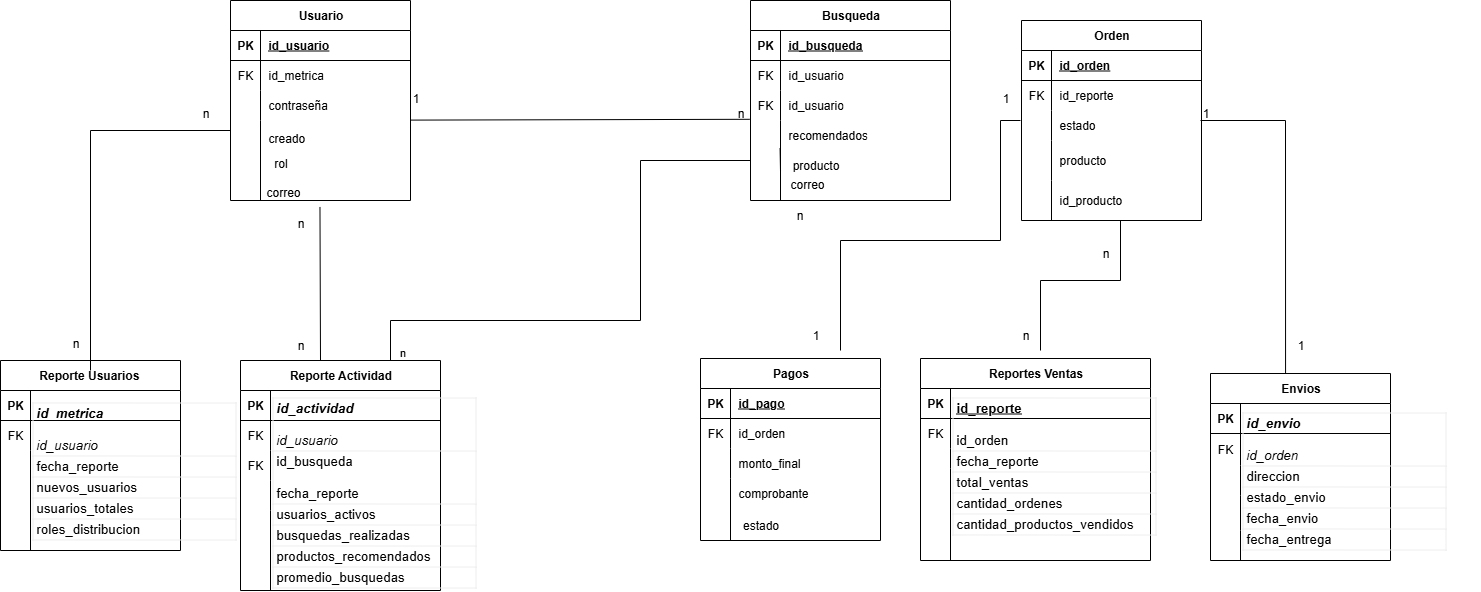 Usuario
PK id_usuario
FK id_metrica
contraseña
creado
rol
correo
Busqueda
PK id_busqueda
FK id_usuario
FK id_usuario
recomendados
producto
correo
Orden
PK id_orden
FK id_reporte
estado
producto
id_producto
n
1
n
1
1
n
n
n
n
n
n
n
1
n
1
Reporte Usuarios
PK id_metrica
FK
id_usuario
fecha_reporte
nuevos_usuarios
usuarios_totales
roles_distribucion
Reporte Actividad
PK id_actividad
FK id_usuario
FK id_busqueda
fecha_reporte
usuarios_activos
busquedas_realizadas
productos_recomendados
promedio_busquedas
Pagos
PK id_pago
FK id_orden
monto_final
comprobante
estado
Reportes Ventas
PK id_reporte
FK id_orden
fecha_reporte
total_ventas
cantidad_ordenes
cantidad_productos_vendidos
Envios
PK id_envio
FK id_orden
direccion
estado_envio
fecha_envio
fecha_entrega